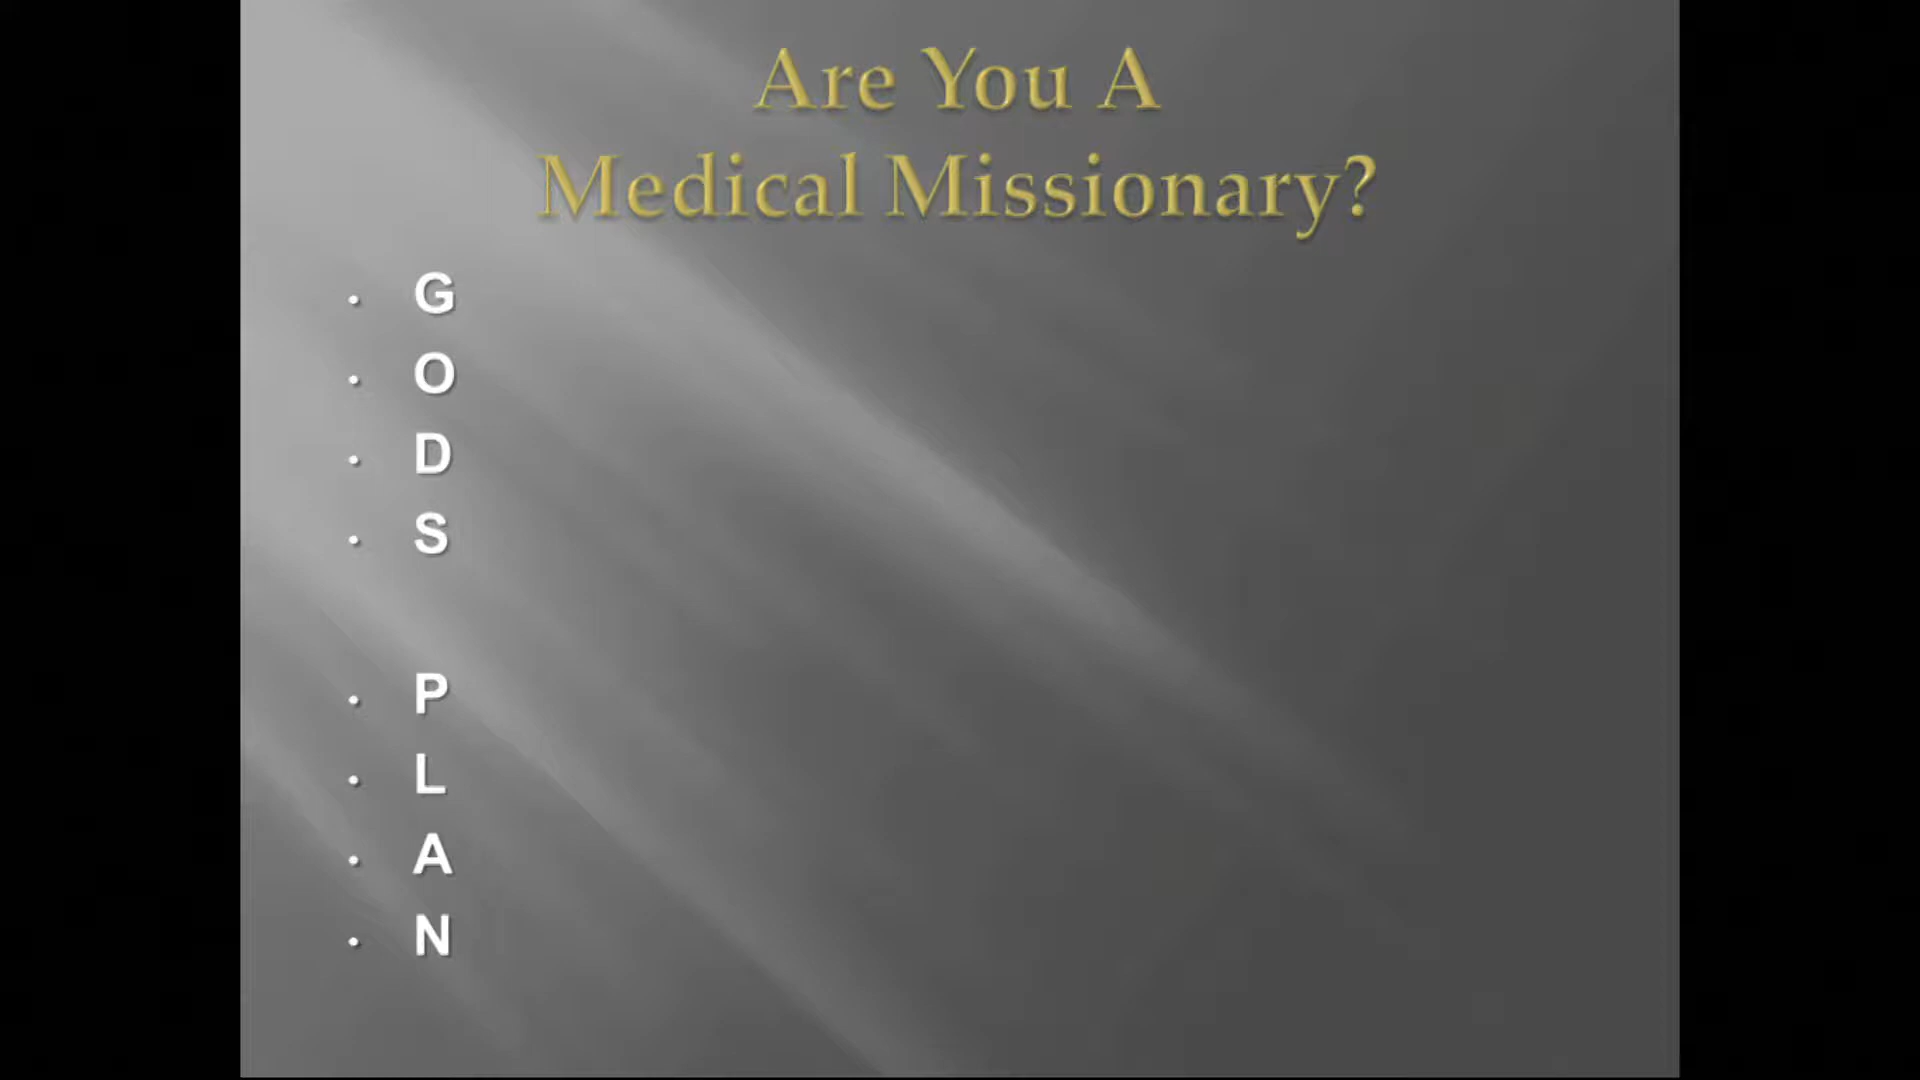 Are You A
Medical Missionary?
• G
• O
• D
• S
• P
• L
• A
• N